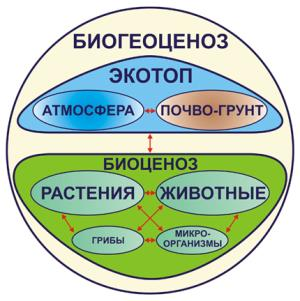 БИОГЕОЦЕНОЗ
ЭКОТОП
АТМОСФЕРА
ПОЧВО-ГРУНТ
БИОЦЕНОЗ
РАСТЕНИЯ
ЖИВОТНЫЕ
ГРИБЫ
МИКРО-
ОРГАНИЗМЫ